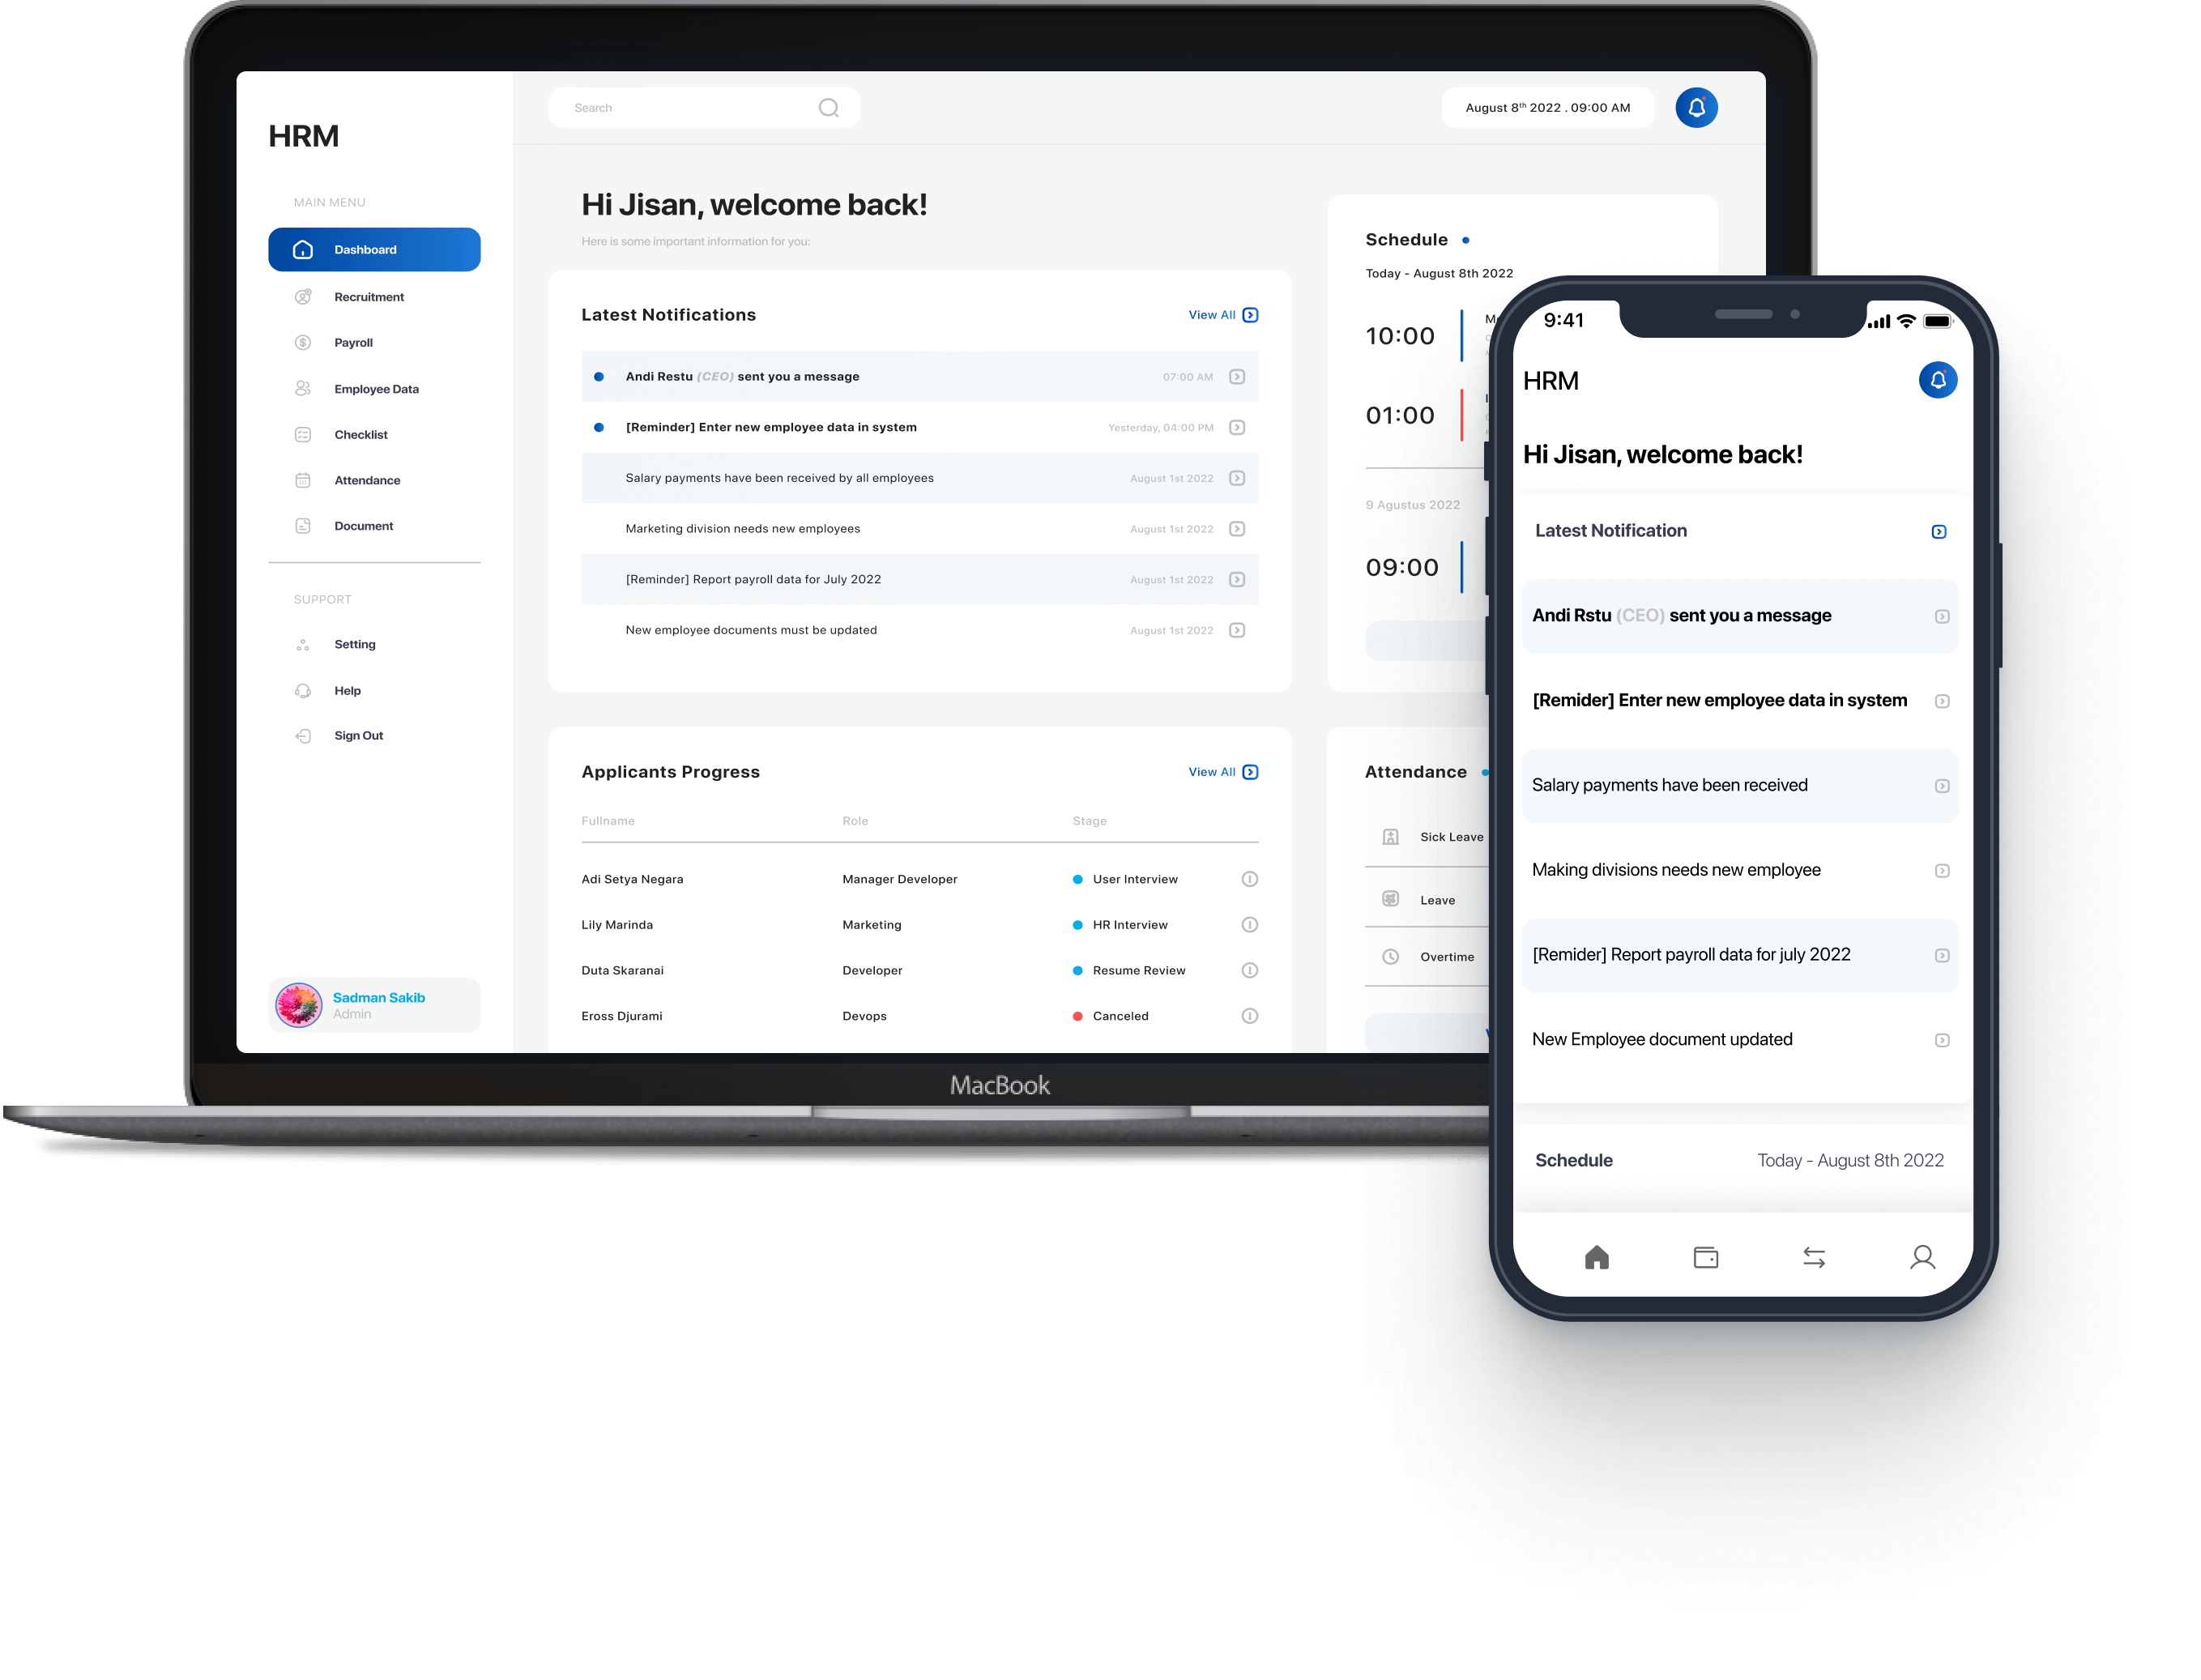 HRM
MAIN MENU
Dashboard
Recruitment
Payroll
Employee Data
Checklist
Attendance
Document
SUPPORT
Setting
Help
Sign Out
Sadman Sakib
Admin
Search
August 8th 2022 . 09:00 AM
Hi Jisan, welcome back!
Here is some important information for you:
Latest Notifications
View All
Andi Restu (CEO) sent you a message 07:00 AM
[Reminder] Enter new employee data in system Yesterday, 04:00 PM
Salary payments have been received by all employees August 1st 2022
Marketing division needs new employees August 1st 2022
[Reminder] Report payroll data for July 2022 August 1st 2022
New employee documents must be updated August 1st 2022
Applicants Progress
View All
Fullname Role Stage
Adi Setya Negara Manager Developer User Interview
Lily Marinda Marketing HR Interview
Duta Skaranai Developer Resume Review
Eross Djurami Devops Canceled
Schedule
Today - August 8th 2022
10:00
01:00
9 Agustus 2022
09:00
Attendance
Sick Leave
Leave
Overtime
MacBook
9:41
HRM
Hi Jisan, welcome back!
Latest Notification
Andi Rstu (CEO) sent you a message
[Remider] Enter new employee data in system
Salary payments have been received
Making divisions needs new employee
[Remider] Report payroll data for july 2022
New Employee document updated
Schedule Today - August 8th 2022